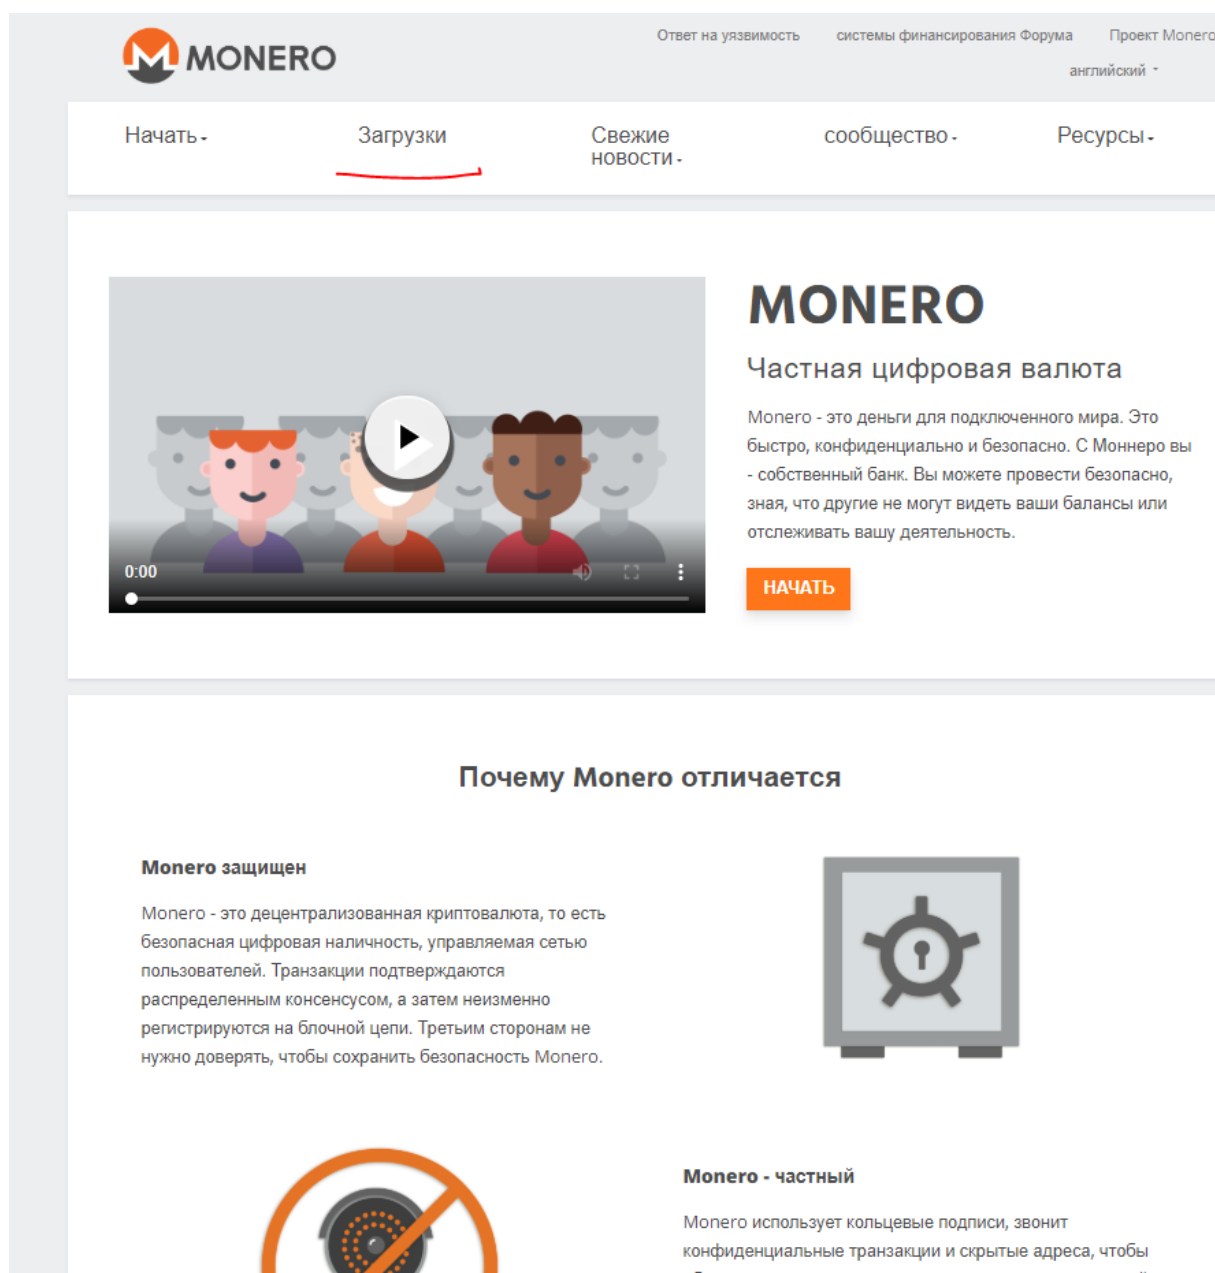 MONERO
Ответ на уязвимость системы финансирования Форума Проект Monero
английский
Начать Загрузки Свежие новости сообщество Ресурсы
MONERO
Частная цифровая валюта
Monero - это деньги для подключенного мира. Это
быстро, конфиденциально и безопасно. С Моннеро вы
- собственный банк. Вы можете провести безопасно,
зная, что другие не могут видеть ваши балансы или
отслеживать вашу деятельность.
0:00
НАЧАТЬ
Почему Monero отличается
Monero защищен
Monero - это децентрализованная криптовалюта, то есть
безопасная цифровая наличность, управляемая сетью
пользователей. Транзакции подтверждаются
распределенным консенсусом, а затем неизменно
регистрируются на блочной цепи. Третьим сторонам не
нужно доверять, чтобы сохранить безопасность Monero.
Monero - частный
Monero использует кольцевые подписи, звонит
конфиденциальные транзакции и скрытые адреса, чтобы